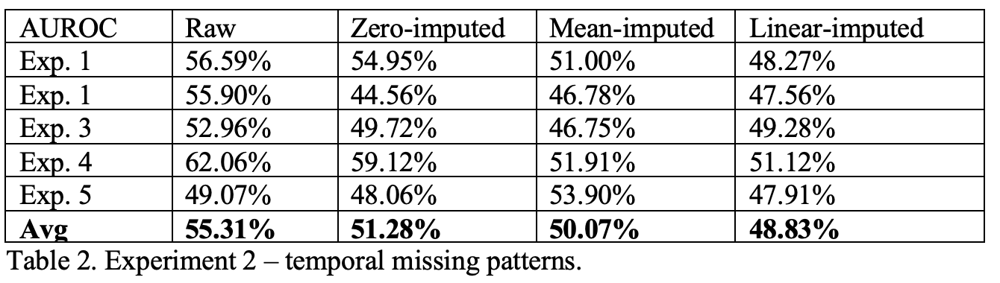 AUROC Raw Zero-imputed Mean-imputed Linear-imputed
Exp. 1 56.59% 54.95% 51.00% 48.27%
Exp. 1 55.90% 44.56% 46.78% 47.56%
Exp. 3 52.96% 49.72% 46.75% 49.28%
Exp. 4 62.06% 59.12% 51.91% 51.12%
Exp. 5 49.07% 48.06% 53.90% 47.91%
Avg 55.31% 51.28% 50.07% 48.83%
Table 2. Experiment 2 – temporal missing patterns.